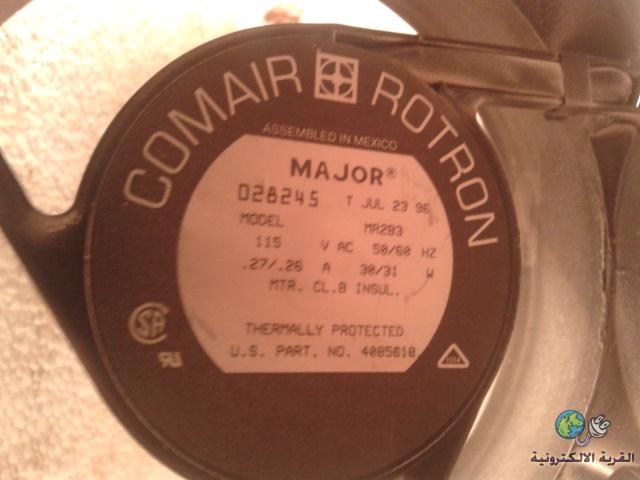 COMAIR ROTRON
ASSEMBLED IN MEXICO
MAJOR®
028245 T JUL 23 96
MODEL MR2B3
115 V AC 50/60 HZ
.27/.26 A 30/31 W
MTR. CL.B INSUL.
THERMALLY PROTECTED
U.S. PART. NO. 4085618
القرية الالكترونية